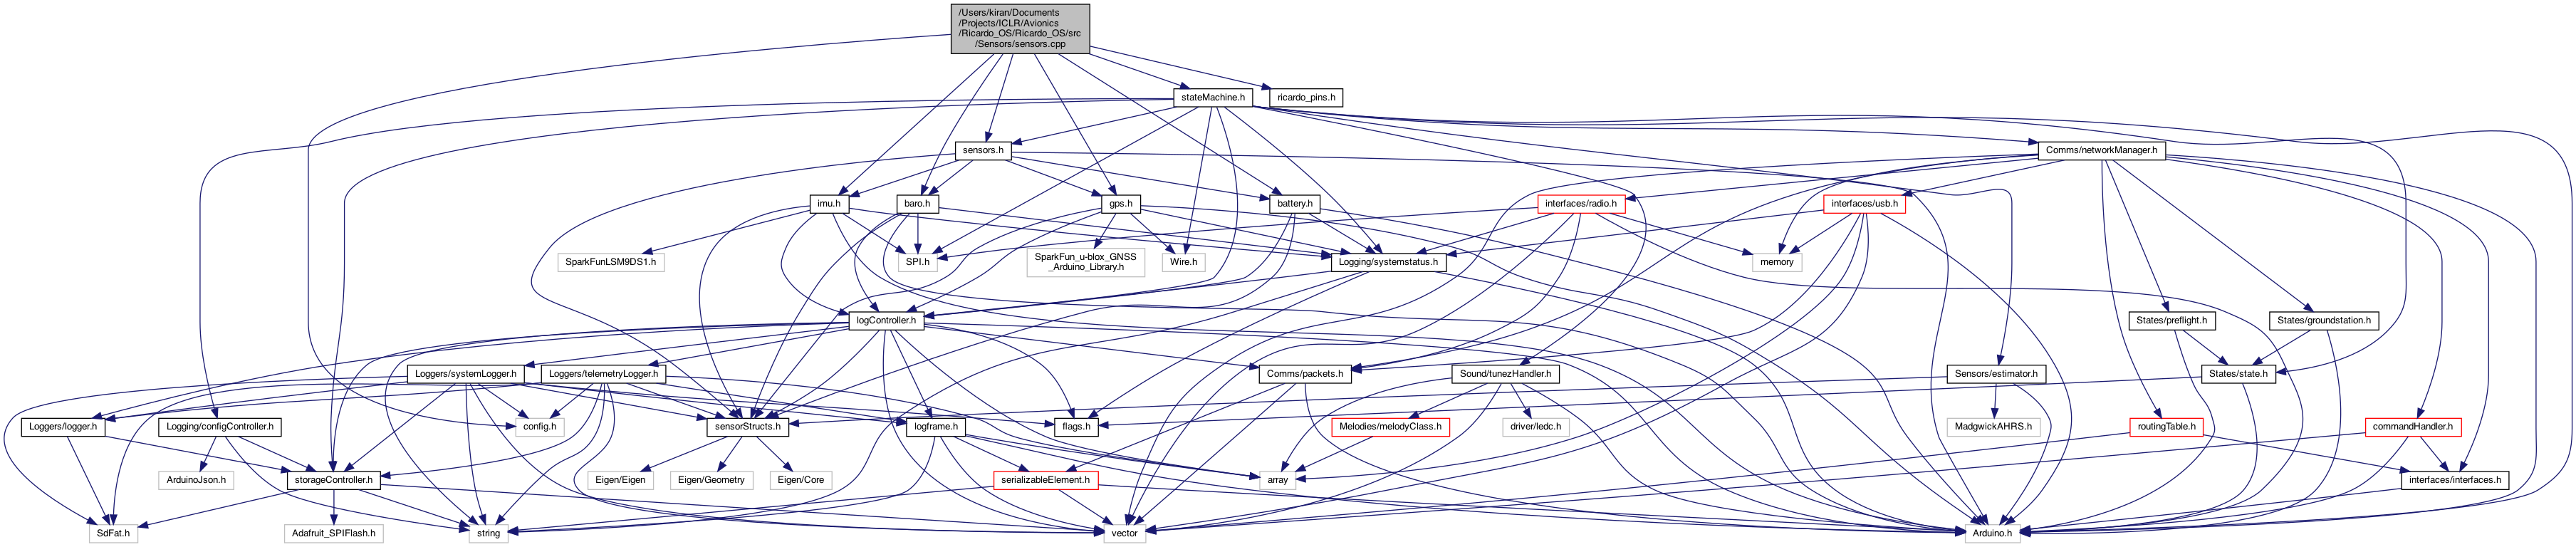 /Users/kiran/Documents
/Projects/ICLR/Avionics
/Ricardo_OS/Ricardo_OS/src
/Sensors/sensors.cpp
stateMachine.h
ricardo_pins.h
sensors.h
Comms/networkManager.h
imu.h
baro.h
gps.h
battery.h
interfaces/radio.h
interfaces/usb.h
SparkFunLSM9DS1.h
SPI.h
SparkFun_u-blox_GNSS
_Arduino_Library.h
Wire.h
Logging/systemstatus.h
memory
logController.h
States/preflight.h
States/groundstation.h
Loggers/systemLogger.h
Loggers/telemetryLogger.h
Comms/packets.h
Sound/tunezHandler.h
Sensors/estimator.h
States/state.h
Loggers/logger.h
Logging/configController.h
config.h
sensorStructs.h
logframe.h
flags.h
Melodies/melodyClass.h
driver/ledc.h
MadgwickAHRS.h
routingTable.h
commandHandler.h
ArduinoJson.h
storageController.h
Eigen/Eigen
Eigen/Geometry
Eigen/Core
serializableElement.h
array
interfaces/interfaces.h
SdFat.h
Adafruit_SPIFlash.h
string
vector
Arduino.h